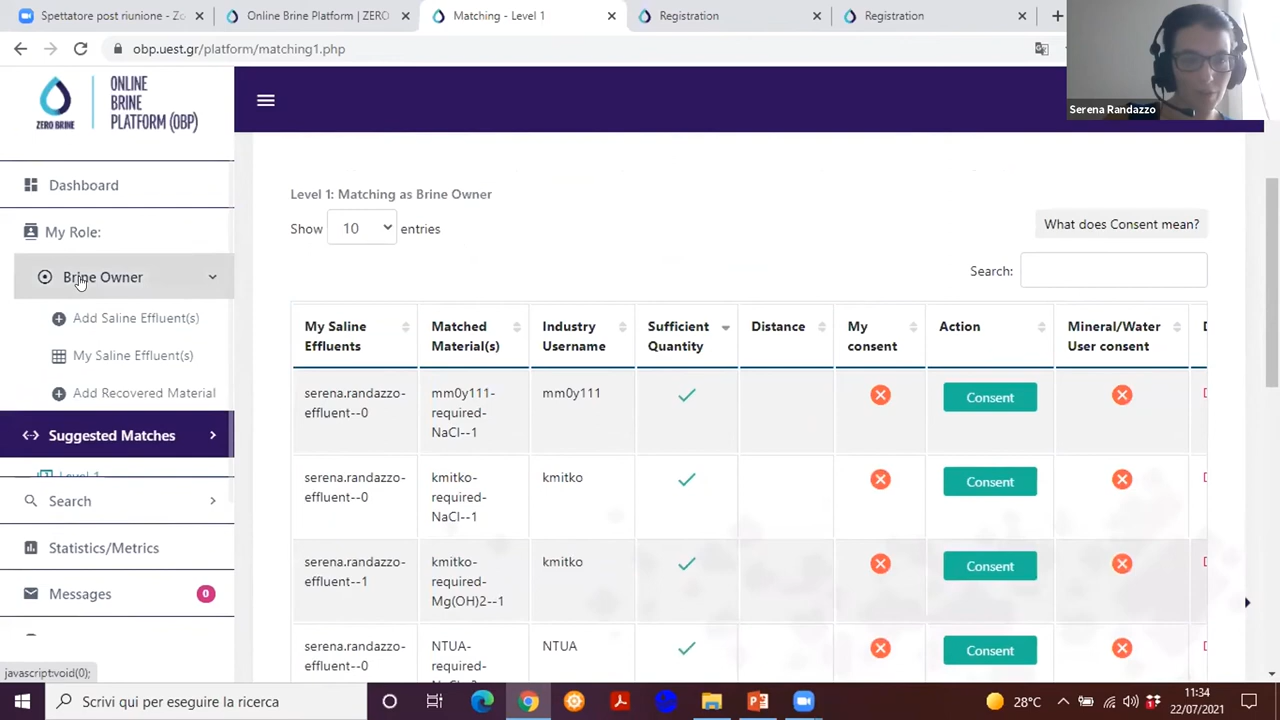 Spettatore post riunione - Zo
Online Brine Platform | ZERO
Matching - Level 1
Registration
Registration
obp.uest.gr/platform/matching1.php
Serena Randazzo
ZERO BRINE
ONLINE
BRINE
PLATFORM (OBP)
Dashboard
My Role:
Brine Owner
Add Saline Effluent(s)
My Saline Effluent(s)
Add Recovered Material
Suggested Matches
Level 1
Search
Statistics/Metrics
Messages 0
javascript:void(0);
Level 1: Matching as Brine Owner
Show 10 entries
What does Consent mean?
Search:
My Saline Effluents Matched Material(s) Industry Username Sufficient Quantity Distance My consent Action Mineral/Water User consent
serena.randazzo-effluent--0 mm0y111-required-NaCl--1 mm0y111 Consent
serena.randazzo-effluent--0 kmitko-required-NaCl--1 kmitko Consent
serena.randazzo-effluent--1 kmitko-required-Mg(OH)2--1 kmitko Consent
serena.randazzo-effluent--0 NTUA-required- NTUA Consent
Scrivi qui per eseguire la ricerca
28°C
11:34
22/07/2021